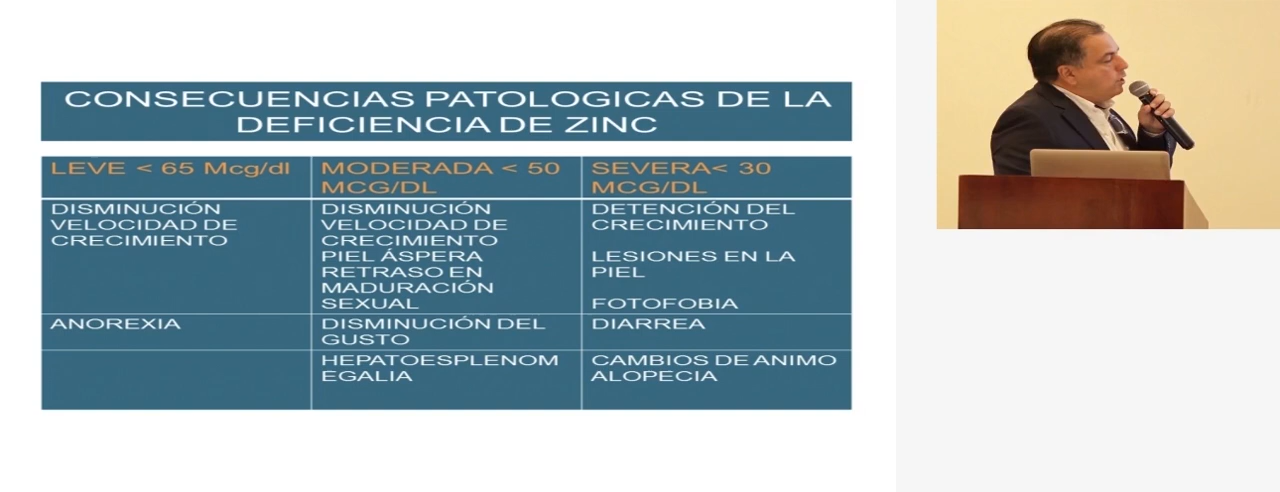 CONSECUENCIAS PATOLOGICAS DE LA
DEFICIENCIA DE ZINC
LEVE < 65 Mcg/dl
MODERADA < 50
MCG/DL
SEVERA< 30
MCG/DL
DISMINUCIÓN
VELOCIDAD DE
CRECIMIENTO
DISMINUCIÓN
VELOCIDAD DE
CRECIMIENTO
PIEL ÁSPERA
RETRASO EN
MADURACIÓN
SEXUAL
DETENCIÓN DEL
CRECIMIENTO
LESIONES EN LA
PIEL
FOTOFOBIA
ANOREXIA
DISMINUCIÓN DEL
GUSTO
DIARREA
HEPATOESPLENOM
EGALIA
CAMBIOS DE ANIMO
ALOPECIA